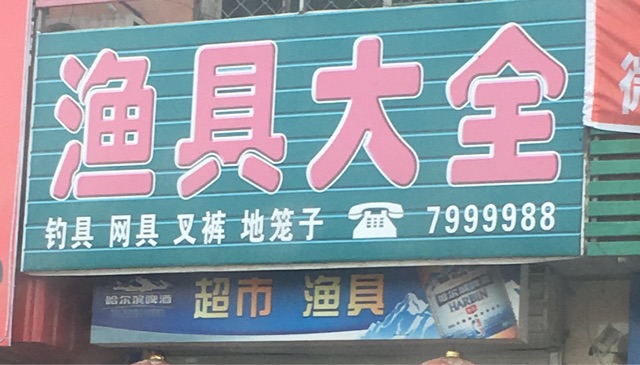 渔具大全
钓具 网具 叉裤 地笼子 ☎ 7999988
哈尔滨啤酒 超市 渔具
HARBIN